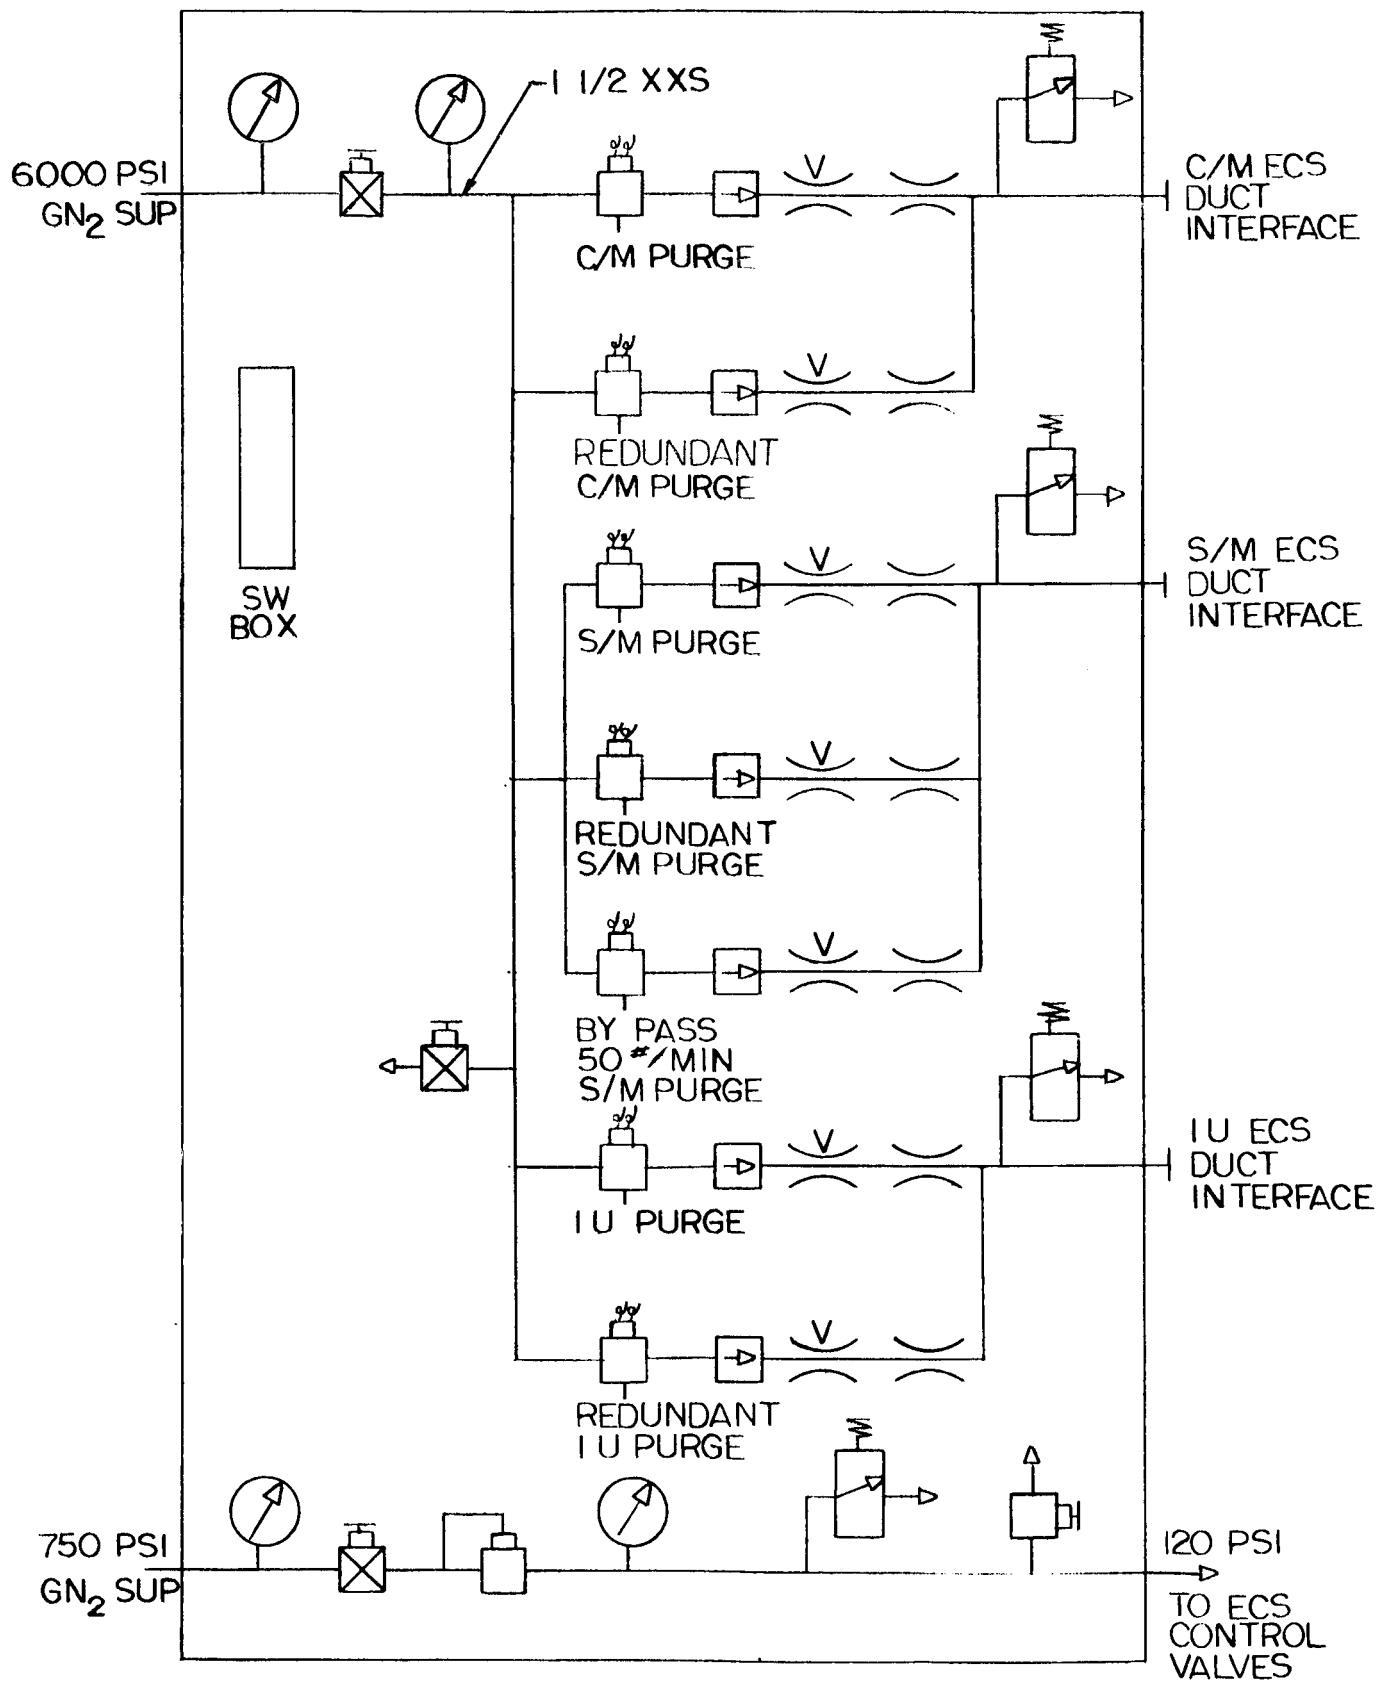 1 1/2 XXS
6000 PSI
GN2 SUP
C/M ECS
DUCT
INTERFACE
V
C/M PURGE
V
REDUNDANT
C/M PURGE
SW
BOX
V
S/M ECS
DUCT
INTERFACE
S/M PURGE
V
REDUNDANT
S/M PURGE
V
BY PASS
50 #/MIN
S/M PURGE
V
IU ECS
DUCT
INTERFACE
IU PURGE
V
REDUNDANT
IU PURGE
750 PSI
GN2 SUP
120 PSI
TO ECS
CONTROL
VALVES